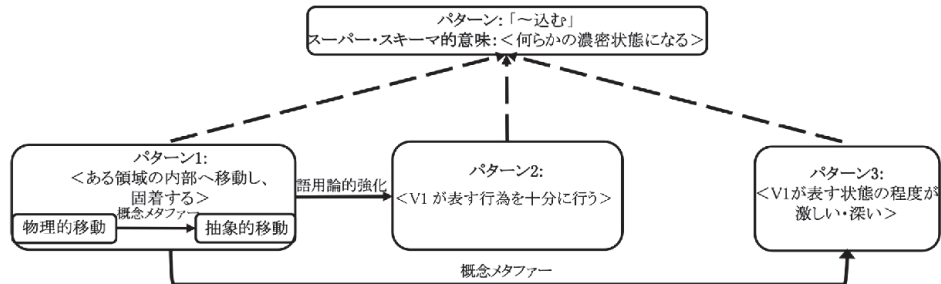 パターン:「～込む」
スーパー・スキーマ的意味:＜何らかの濃密状態になる＞
パターン1:
＜ある領域の内部へ移動し、
固着する＞
概念メタファー
物理的移動
抽象的移動
語用論的強化
パターン2:
＜V1 が表す行為を十分に行う＞
パターン3:
＜V1が表す状態の程度が
激しい・深い＞
概念メタファー